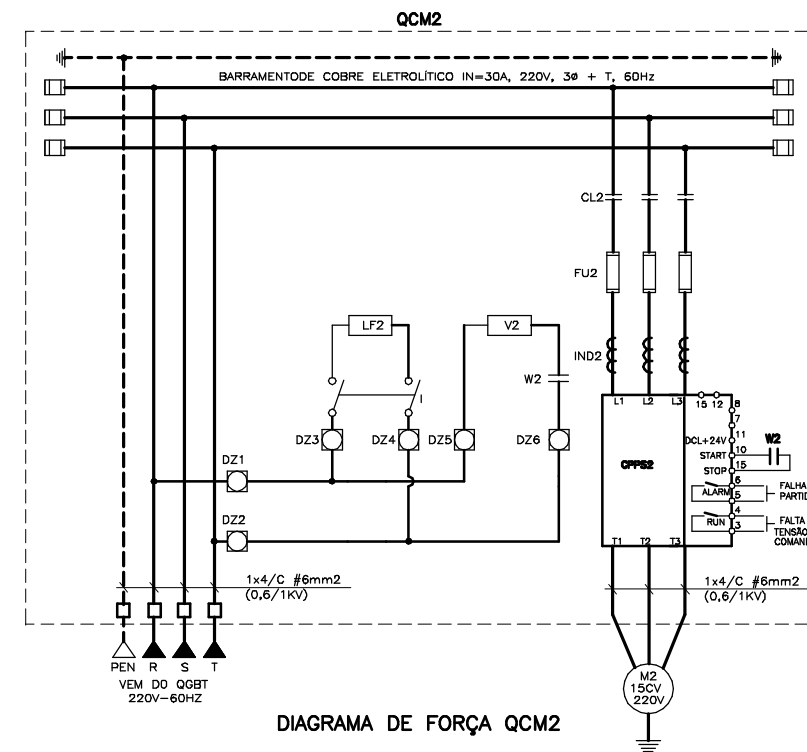 QCM2
BARRAMENTODE COBRE ELETROLÍTICO IN=30A, 220V, 3ø + T, 60Hz
CL2
FU2
LF2
V2
IND2
W2
I
L1 L2 L3 15 12 8
7
DZ3 DZ4 DZ5 DZ6
DCL+24V 11
START 10 W2
DZ1
CPPS2
STOP 15
6 FALHA
ALARM 5 PARTID
4
RUN 3 FALTA
TENSÃO
COMAN
DZ2
T1 T2 T3
1x4/C #6mm2
(0,6/1KV)
1x4/C #6mm2
(0,6/1KV)
PEN R S T
VEM DO QGBT
220V-60HZ
M2
15CV
220V
DIAGRAMA DE FORÇA QCM2